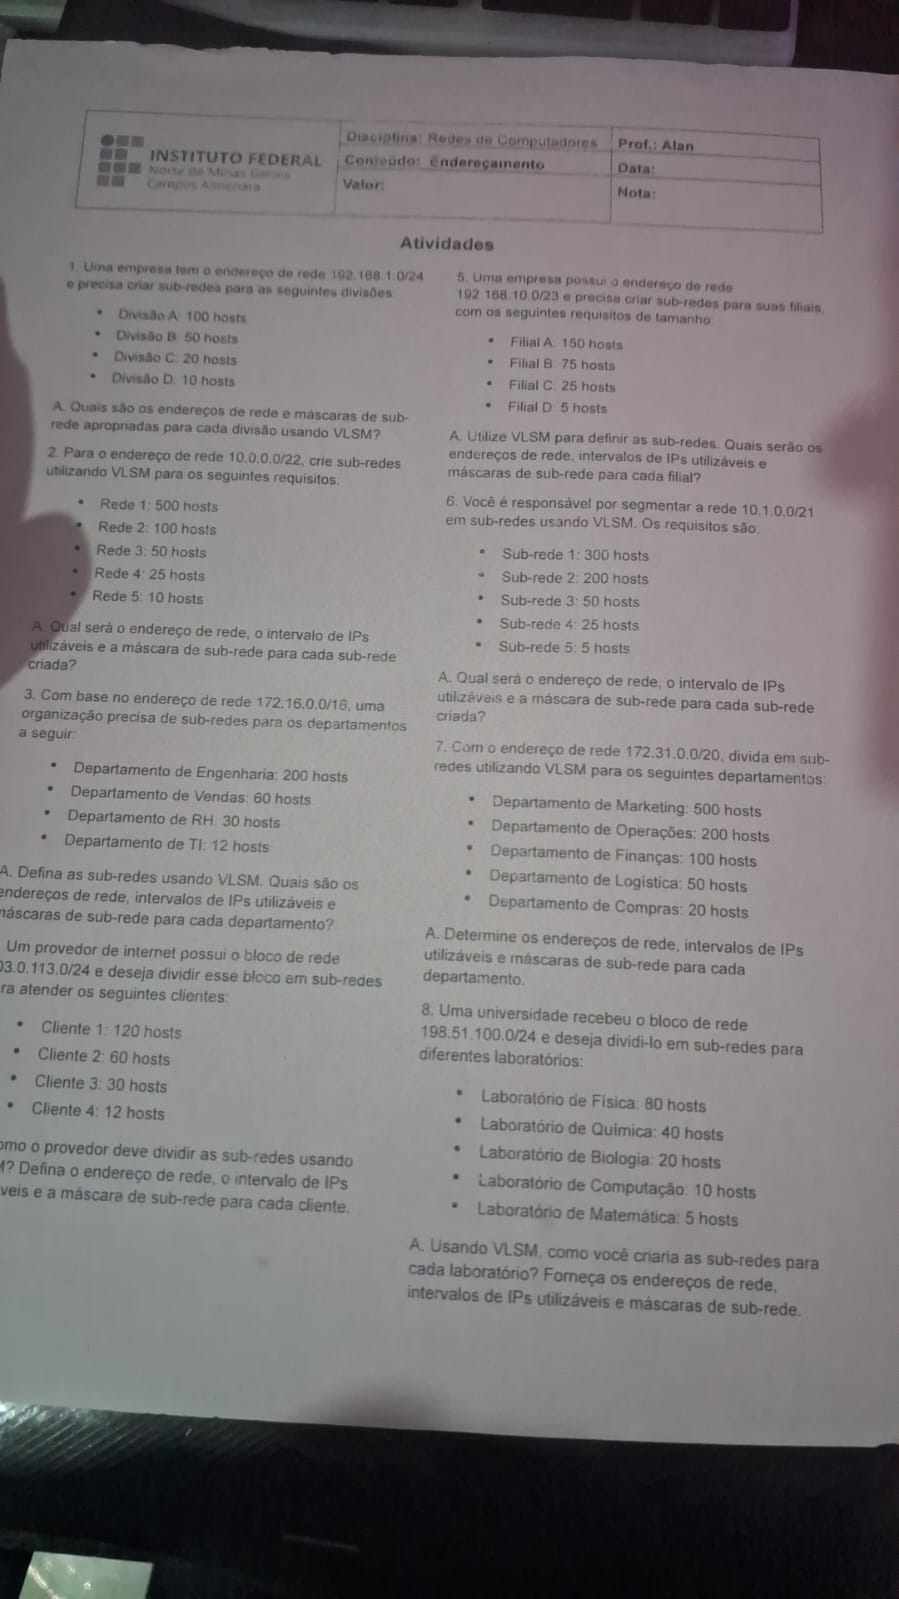 INSTITUTO FEDERAL
Norte de Minas Gerais
Campus Almenara
Disciplina: Redes de Computadores
Conteúdo: Endereçamento
Valor:
Prof.: Alan
Data:
Nota:
Atividades
1. Uma empresa tem o endereço de rede 192.168.1.0/24
e precisa criar sub-redes para as seguintes divisões:
• Divisão A: 100 hosts
• Divisão B: 50 hosts
• Divisão C: 20 hosts
• Divisão D: 10 hosts
A. Quais são os endereços de rede e máscaras de sub-
rede apropriadas para cada divisão usando VLSM?
2. Para o endereço de rede 10.0.0.0/22, crie sub-redes
utilizando VLSM para os seguintes requisitos:
• Rede 1: 500 hosts
• Rede 2: 100 hosts
• Rede 3: 50 hosts
• Rede 4: 25 hosts
• Rede 5: 10 hosts
A. Qual será o endereço de rede, o intervalo de IPs
utilizáveis e a máscara de sub-rede para cada sub-rede
criada?
3. Com base no endereço de rede 172.16.0.0/16, uma
organização precisa de sub-redes para os departamentos
a seguir:
• Departamento de Engenharia: 200 hosts
• Departamento de Vendas: 60 hosts
• Departamento de RH: 30 hosts
• Departamento de TI: 12 hosts
A. Defina as sub-redes usando VLSM. Quais são os
endereços de rede, intervalos de IPs utilizáveis e
máscaras de sub-rede para cada departamento?
Um provedor de internet possui o bloco de rede
03.0.113.0/24 e deseja dividir esse bloco em sub-redes
ra atender os seguintes clientes:
• Cliente 1: 120 hosts
• Cliente 2: 60 hosts
• Cliente 3: 30 hosts
• Cliente 4: 12 hosts
omo o provedor deve dividir as sub-redes usando
M? Defina o endereço de rede, o intervalo de IPs
veis e a máscara de sub-rede para cada cliente.
5. Uma empresa possui o endereço de rede
192.168.10.0/23 e precisa criar sub-redes para suas filiais,
com os seguintes requisitos de tamanho:
• Filial A: 150 hosts
• Filial B: 75 hosts
• Filial C: 25 hosts
• Filial D: 5 hosts
A. Utilize VLSM para definir as sub-redes. Quais serão os
endereços de rede, intervalos de IPs utilizáveis e
máscaras de sub-rede para cada filial?
6. Você é responsável por segmentar a rede 10.1.0.0/21
em sub-redes usando VLSM. Os requisitos são:
• Sub-rede 1: 300 hosts
• Sub-rede 2: 200 hosts
• Sub-rede 3: 50 hosts
• Sub-rede 4: 25 hosts
• Sub-rede 5: 5 hosts
A. Qual será o endereço de rede, o intervalo de IPs
utilizáveis e a máscara de sub-rede para cada sub-rede
criada?
7. Com o endereço de rede 172.31.0.0/20, divida em sub-
redes utilizando VLSM para os seguintes departamentos:
• Departamento de Marketing: 500 hosts
• Departamento de Operações: 200 hosts
• Departamento de Finanças: 100 hosts
• Departamento de Logística: 50 hosts
• Departamento de Compras: 20 hosts
A. Determine os endereços de rede, intervalos de IPs
utilizáveis e máscaras de sub-rede para cada
departamento.
8. Uma universidade recebeu o bloco de rede
198.51.100.0/24 e deseja dividi-lo em sub-redes para
diferentes laboratórios:
• Laboratório de Física: 80 hosts
• Laboratório de Química: 40 hosts
• Laboratório de Biologia: 20 hosts
• Laboratório de Computação: 10 hosts
• Laboratório de Matemática: 5 hosts
A. Usando VLSM, como você criaria as sub-redes para
cada laboratório? Forneça os endereços de rede,
intervalos de IPs utilizáveis e máscaras de sub-rede.